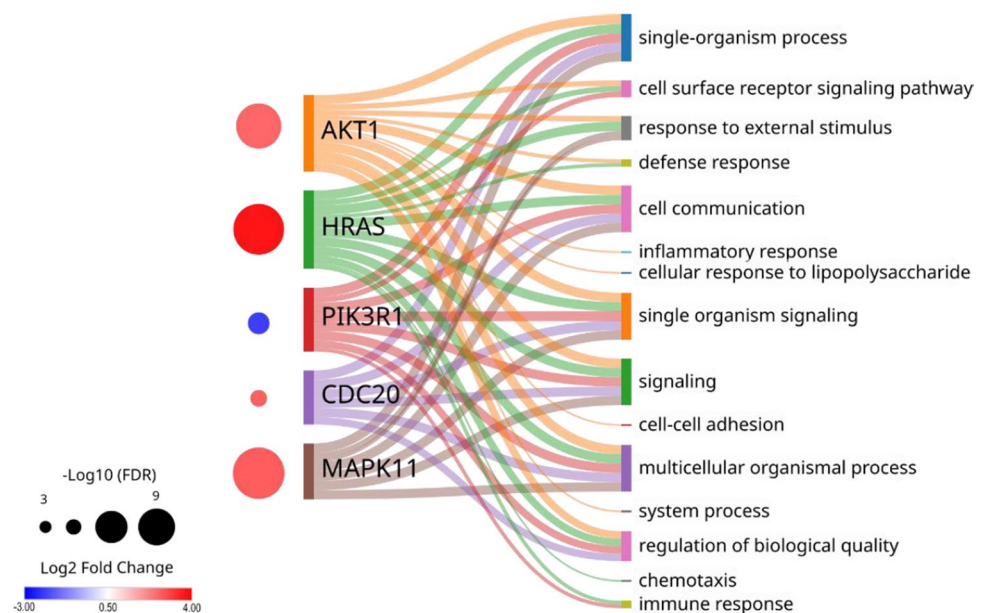 single-organism process
cell surface receptor signaling pathway
AKT1
response to external stimulus
defense response
cell communication
HRAS
inflammatory response
cellular response to lipopolysaccharide
PIK3R1
single organism signaling
signaling
CDC20
cell-cell adhesion
MAPK11
multicellular organismal process
-Log10 (FDR)
3 9
system process
regulation of biological quality
Log2 Fold Change
chemotaxis
-3.00 0.50 4.00
immune response